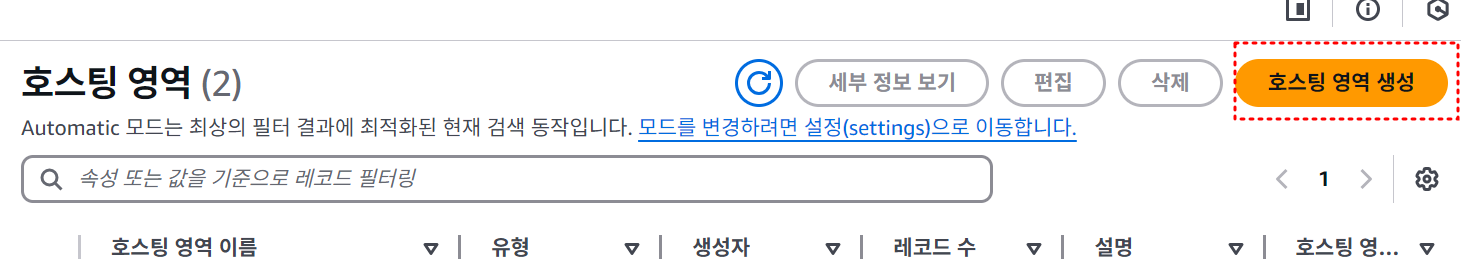 호스팅 영역 (2)
세부 정보 보기 편집 삭제 호스팅 영역 생성
Automatic 모드는 최상의 필터 결과에 최적화된 현재 검색 동작입니다. 모드를 변경하려면 설정(settings)으로 이동합니다.
속성 또는 값을 기준으로 레코드 필터링
1
호스팅 영역 이름 유형 생성자 레코드 수 설명 호스팅 영...